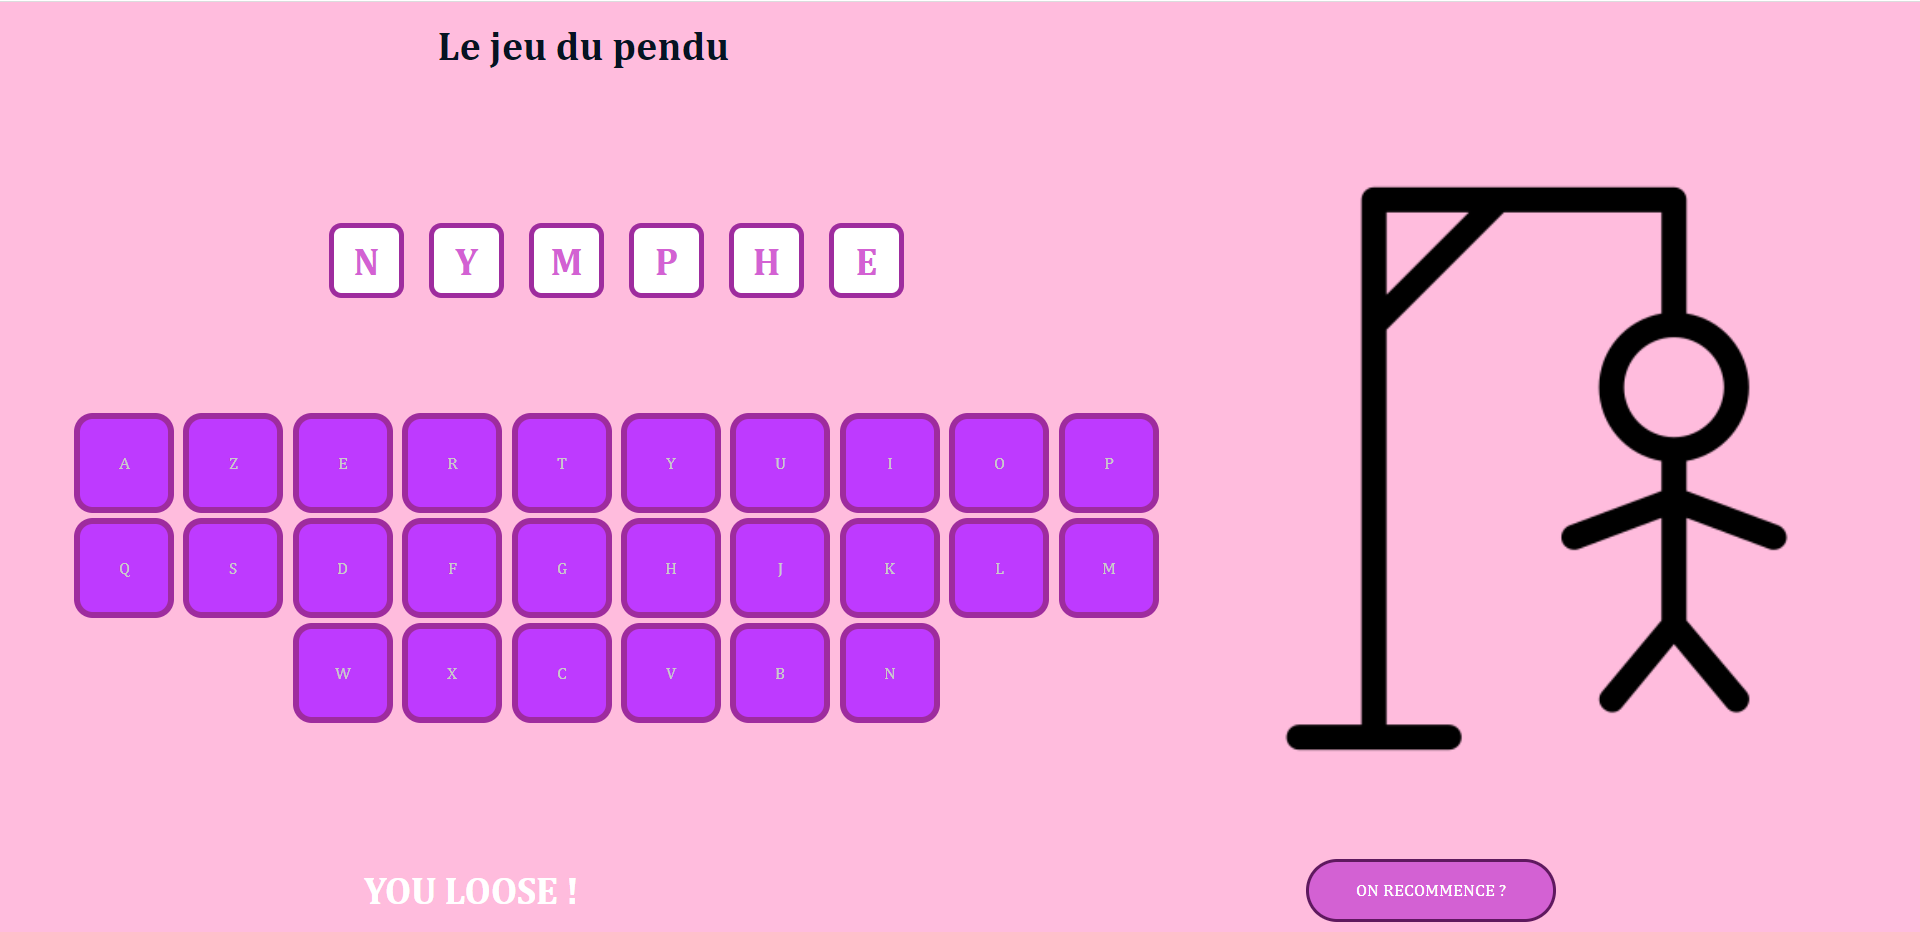 Le jeu du pendu
N Y M P H E
A Z E R T Y U I O P
Q S D F G H J K L M
W X C V B N
YOU LOOSE !
ON RECOMMENCE ?